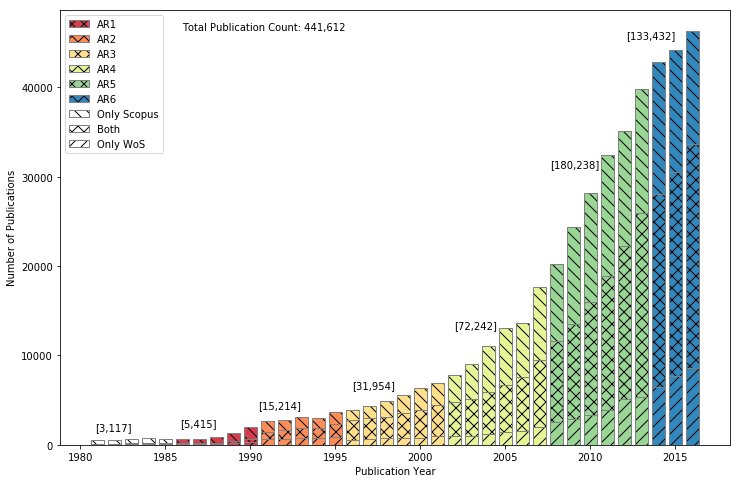 Total Publication Count: 441,612
AR1
AR2
AR3
AR4
AR5
AR6
Only Scopus
Both
Only WoS
[3,117]
[5,415]
[15,214]
[31,954]
[72,242]
[180,238]
[133,432]
Number of Publications
40000
30000
20000
10000
0
1980 1985 1990 1995 2000 2005 2010 2015
Publication Year